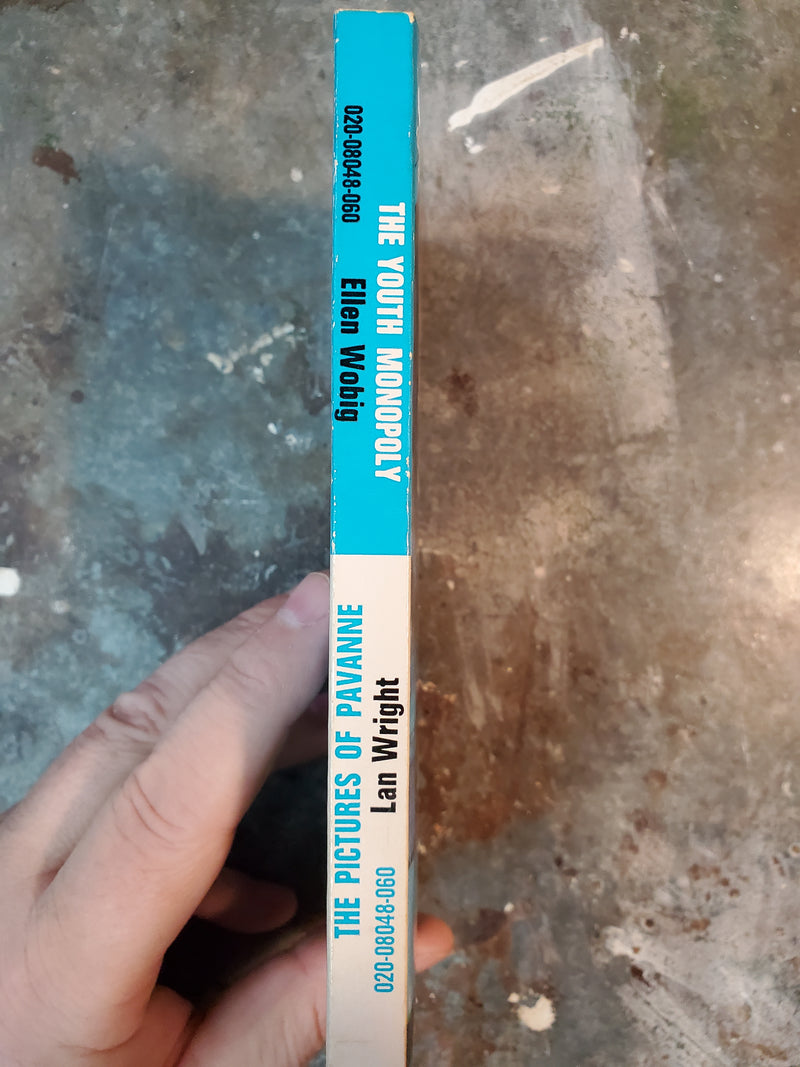 THE YOUTH MONOPOLY
Ellen Wobig
020-08048-060
THE PICTURES OF PAVANNE
Lan Wright
020-08048-060